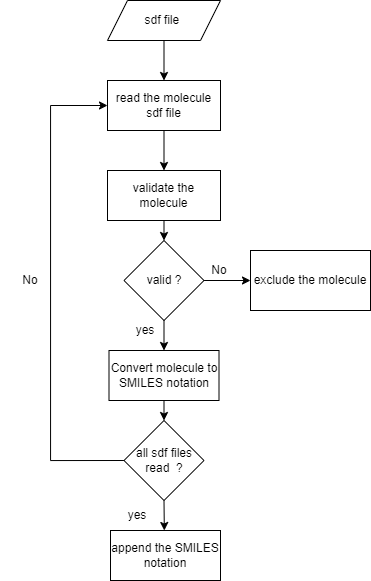 sdf file
read the molecule
sdf file
validate the
molecule
valid ?
No
exclude the molecule
No
yes
Convert molecule to
SMILES notation
all sdf files
read ?
yes
append the SMILES
notation